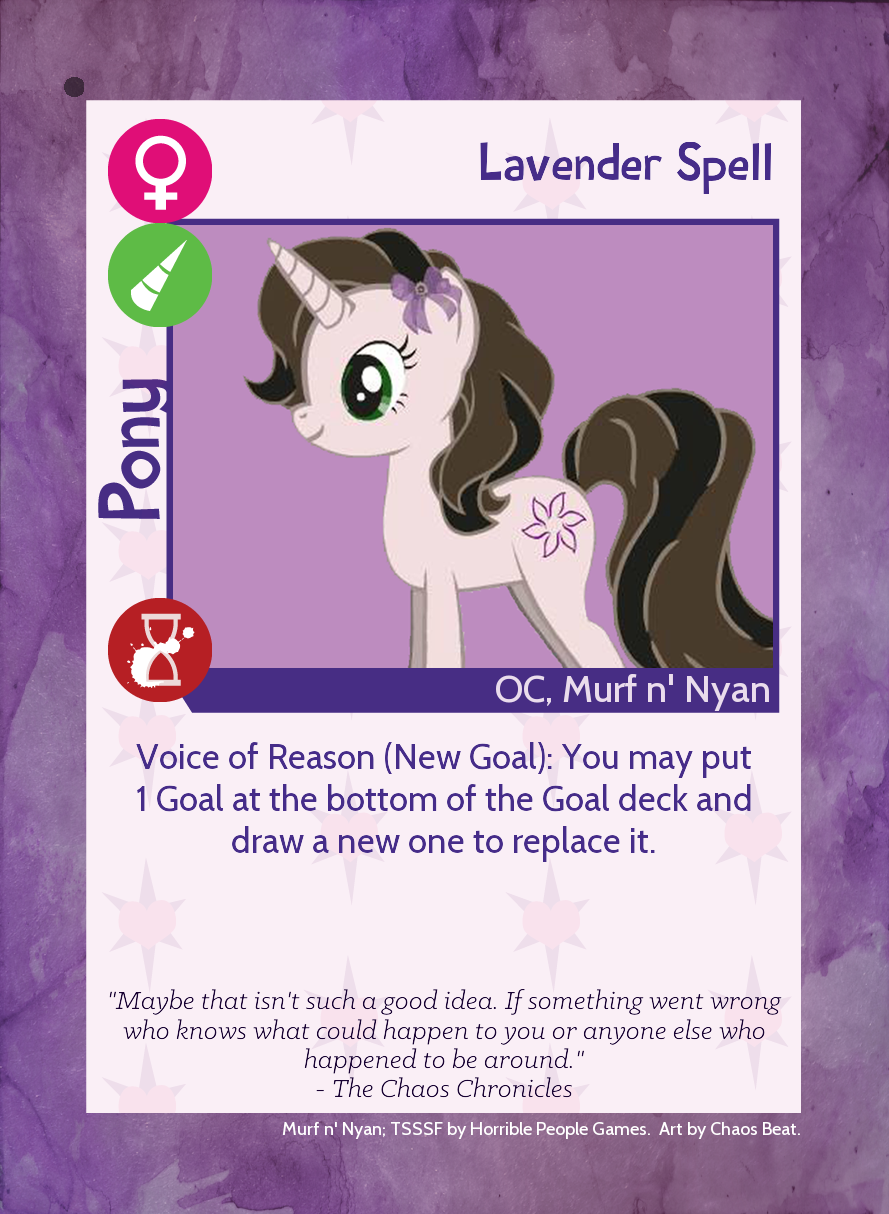 Lavender Spell
Pony
OC, Murf n' Nyan
Voice of Reason (New Goal): You may put
1 Goal at the bottom of the Goal deck and
draw a new one to replace it.
"Maybe that isn't such a good idea. If something went wrong
who knows what could happen to you or anyone else who
happened to be around."
- The Chaos Chronicles
Murf n' Nyan; TSSSF by Horrible People Games. Art by Chaos Beat.